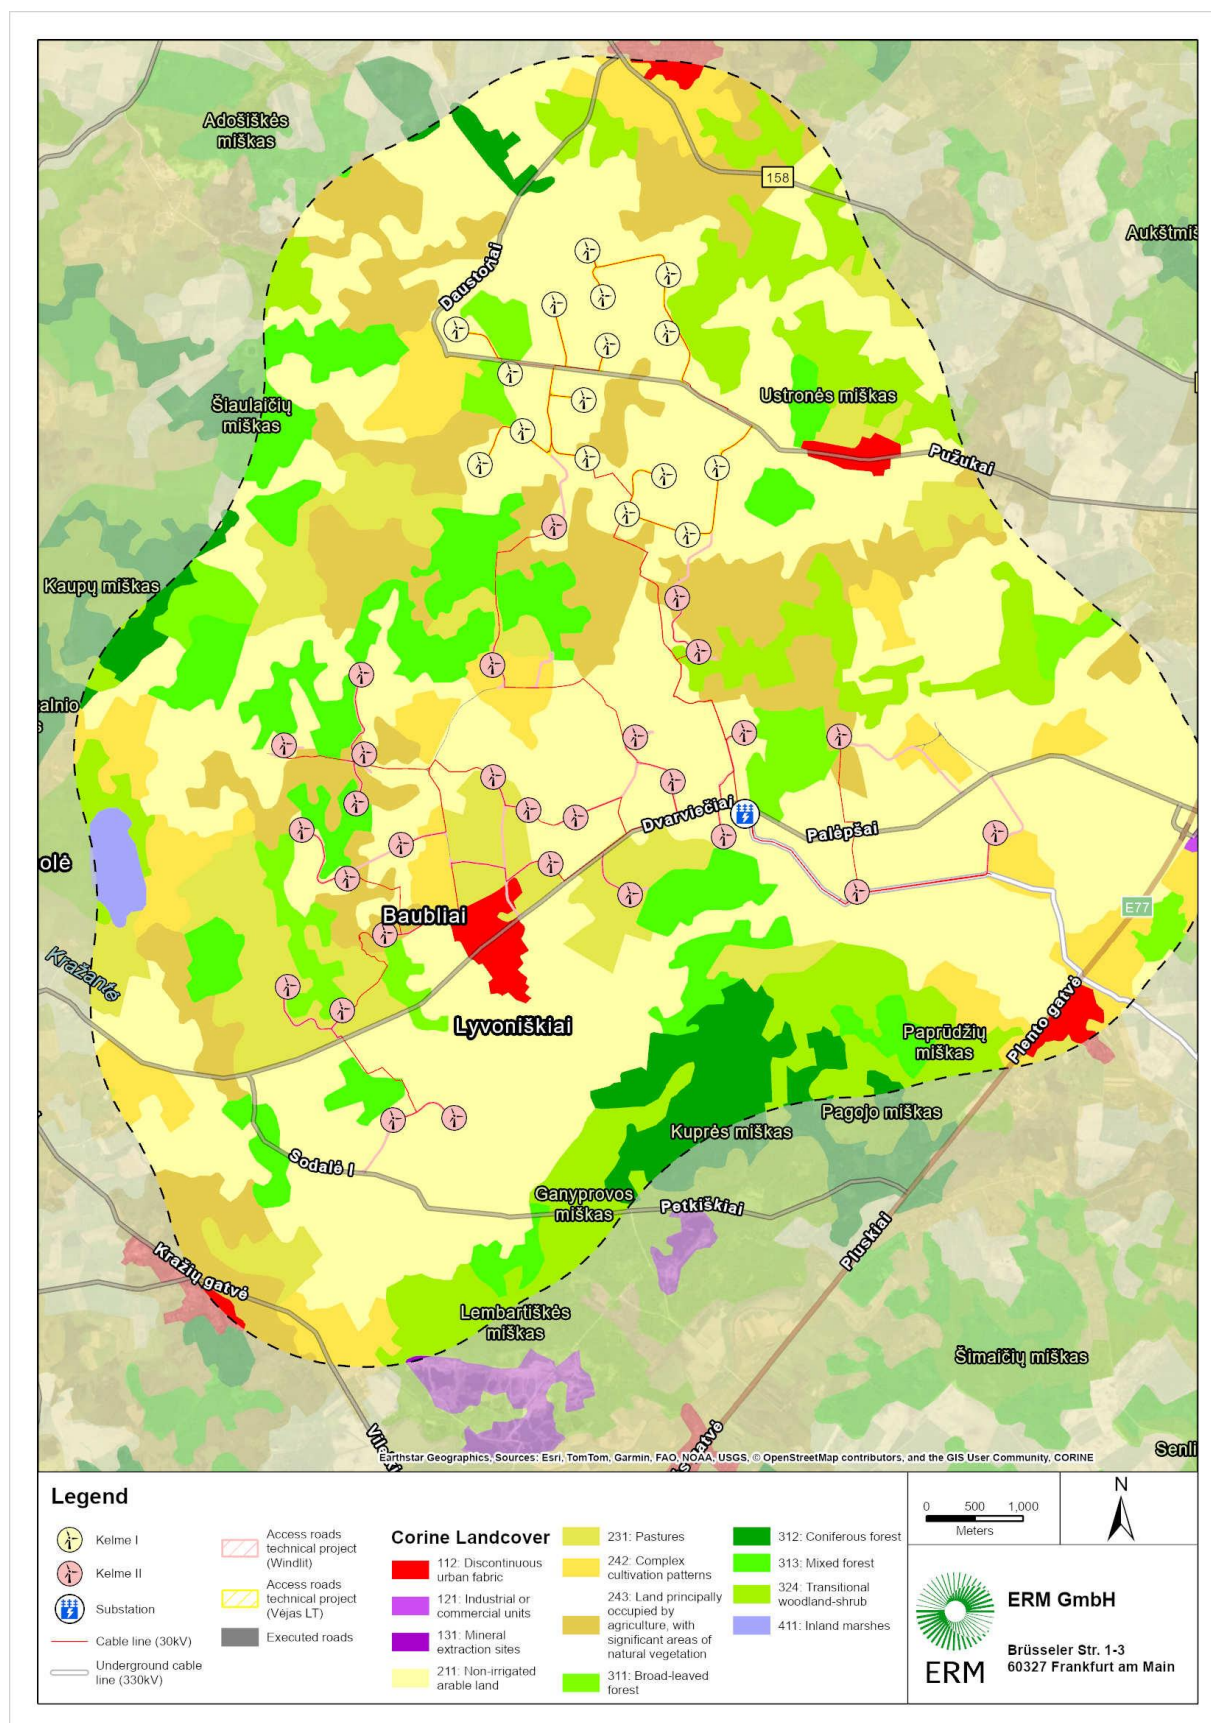 Adošiškės
miškas
158
Aukštmiš
Daustoriai
Šiaulaičių
miškas
Ustronės miškas
Pužukai
Kaupų miškas
alnio
s
Dvarviečiai
Palėpšai
olė
E77
Baubliai
Kražantė
Lyvoniškiai
Plento gatvė
Paprūdžių
miškas
Pagojo miškas
Kuprės miškas
Sodalė I
Ganyprovos
miškas
Petkiškiai
Pluskiai
Kražių gatvė
Lembartiškės
miškas
Šimaičių miškas
Senli
Earthstar Geographics, Sources: Esri, TomTom, Garmin, FAO, NOAA, USGS, © OpenStreetMap contributors, and the GIS User Community, CORINE
Legend
Kelme I
Kelme II
Substation
Cable line (30kV)
Underground cable
line (330kV)
Access roads
technical project
(Windlit)
Access roads
technical project
(Vėjas LT)
Executed roads
Corine Landcover
112: Discontinuous
urban fabric
121: Industrial or
commercial units
131: Mineral
extraction sites
211: Non-irrigated
arable land
231: Pastures
242: Complex
cultivation patterns
243: Land principally
occupied by
agriculture, with
significant areas of
natural vegetation
311: Broad-leaved
forest
312: Coniferous forest
313: Mixed forest
324: Transitional
woodland-shrub
411: Inland marshes
0 500 1,000
Meters
N
ERM
ERM GmbH
Brüsseler Str. 1-3
60327 Frankfurt am Main